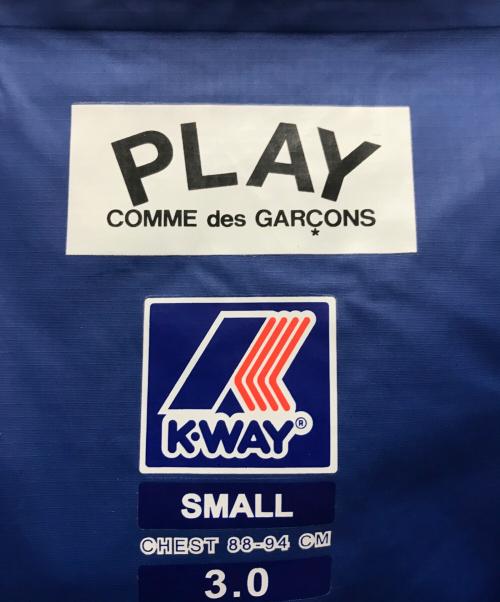 PLAY
COMME des GARÇONS
K·WAY®
SMALL
CHEST 88-94 CM
3.0